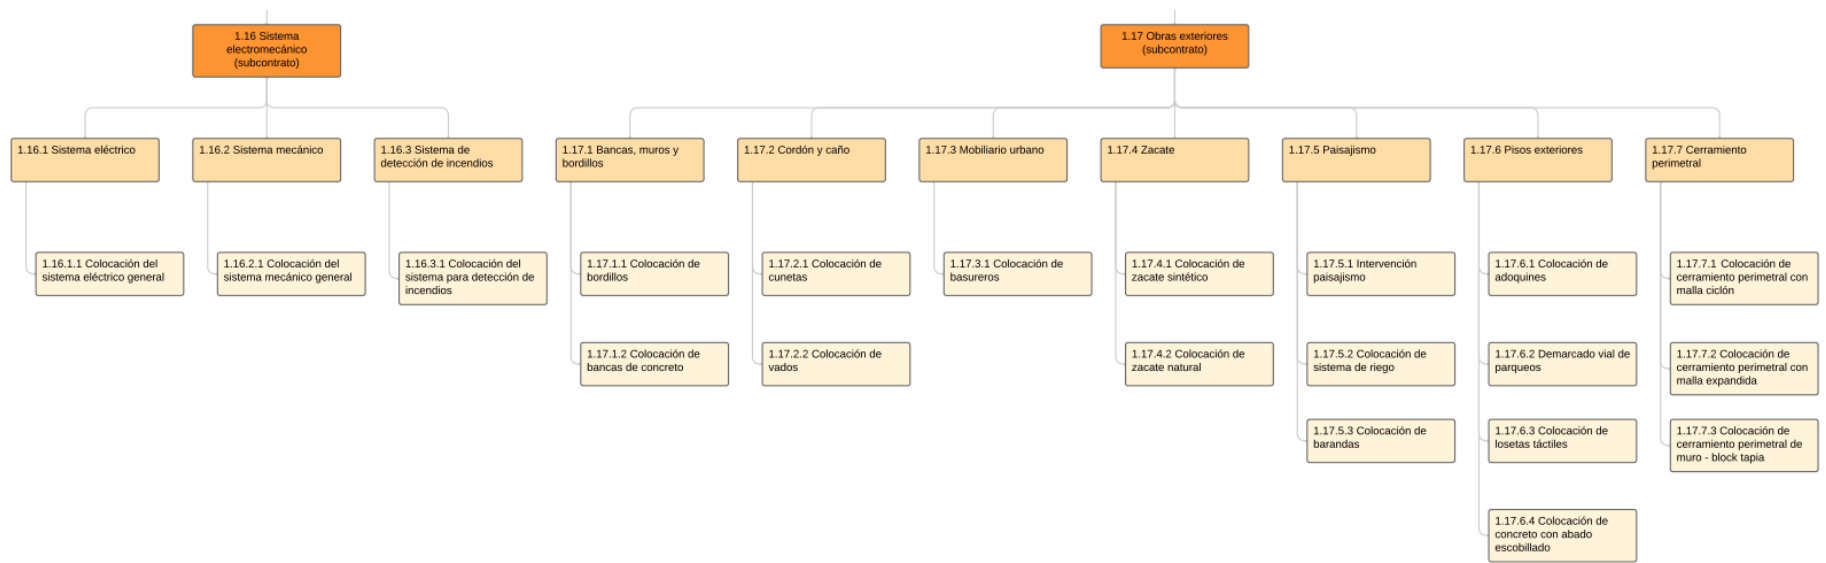 1.16 Sistema
electromecánico
(subcontrato)
1.17 Obras exteriores
(subcontrato)
1.16.1 Sistema eléctrico
1.16.2 Sistema mecánico
1.16.3 Sistema de
detección de incendios
1.17.1 Bancas, muros y
bordillos
1.17.2 Cordón y caño
1.17.3 Mobiliario urbano
1.17.4 Zacate
1.17.5 Paisajismo
1.17.6 Pisos exteriores
1.17.7 Cerramiento
perimetral
1.16.1.1 Colocación del
sistema eléctrico general
1.16.2.1 Colocación del
sistema mecánico general
1.16.3.1 Colocación del
sistema para detección de
incendios
1.17.1.1 Colocación de
bordillos
1.17.2.1 Colocación de
cunetas
1.17.3.1 Colocación de
basureros
1.17.4.1 Colocación de
zacate sintético
1.17.5.1 Intervención
paisajismo
1.17.6.1 Colocación de
adoquines
1.17.7.1 Colocación de
cerramiento perimetral con
malla ciclón
1.17.1.2 Colocación de
bancas de concreto
1.17.2.2 Colocación de
vados
1.17.4.2 Colocación de
zacate natural
1.17.5.2 Colocación de
sistema de riego
1.17.6.2 Demarcado vial de
parqueos
1.17.7.2 Colocación de
cerramiento perimetral con
malla expandida
1.17.5.3 Colocación de
barandas
1.17.6.3 Colocación de
losetas táctiles
1.17.7.3 Colocación de
cerramiento perimetral de
muro - block tapia
1.17.6.4 Colocación de
concreto con abado
escobillado